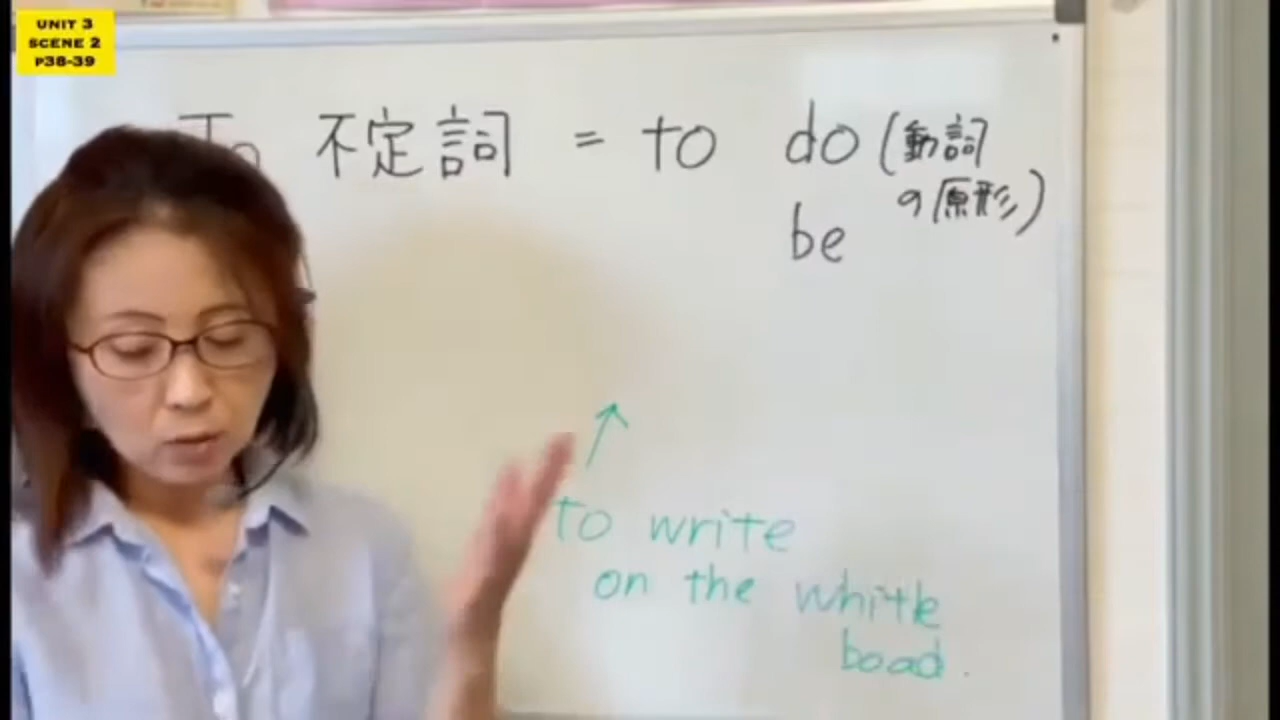 UNIT 3
SCENE 2
P38-39
To 不定詞 = to do (動詞
の原形)
be
to write
on the white
boad.